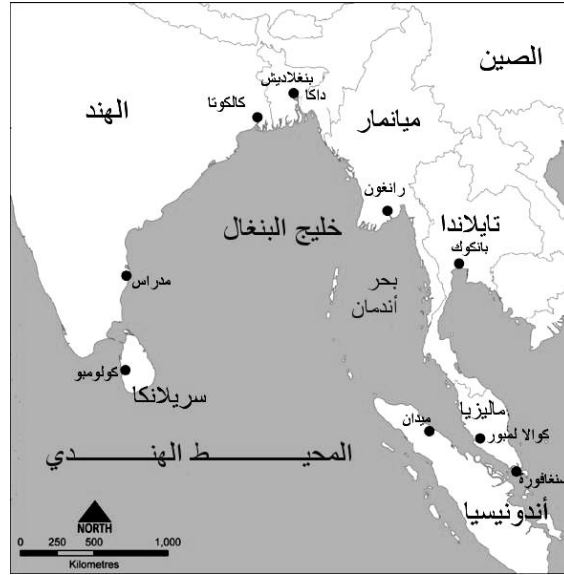 الصين
بنغلاديش
داكا
الهند
كالكوتا
ميانمار
رانغون
تايلاندا
خليج البنغال
بانكوك
بحر
أندمان
مدراس
كولومبو
سريلانكا
ماليزيا
ميدان
كوالا لمبور
المحيـــــــط الهنـــــــدي
سنغافورة
أندونيسيا
NORTH
0 250 500 1,000
Kilometres